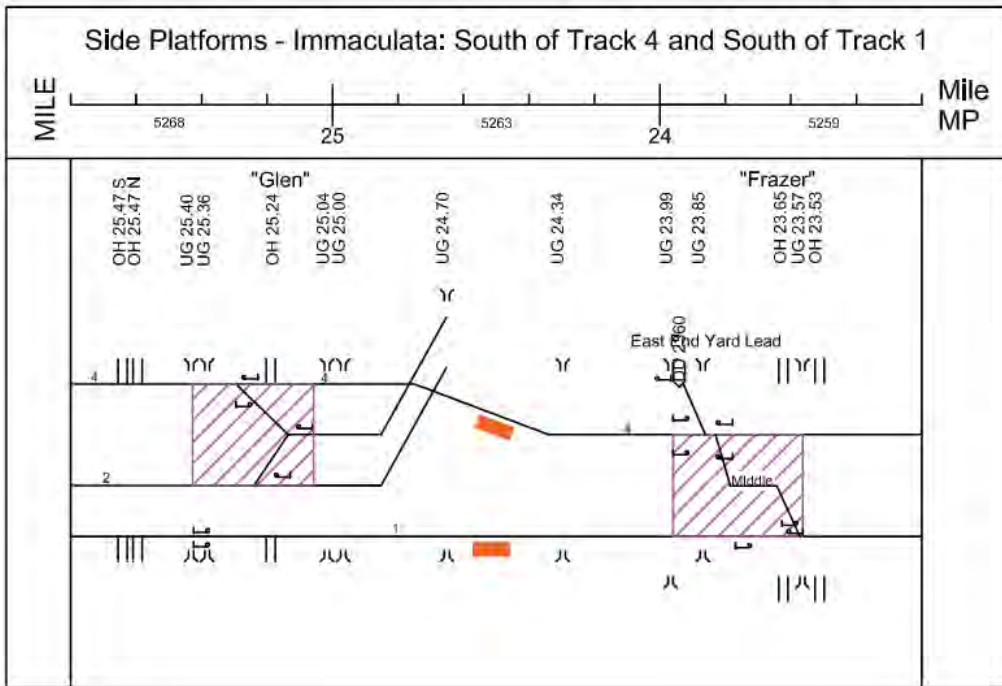 Side Platforms - Immaculata: South of Track 4 and South of Track 1
MILE
Mile
MP
5268
5263
5259
25
24
"Glen"
"Frazer"
OH 25.47 S
OH 25.47 N
UG 25.40
UG 25.36
OH 25.24
UG 25.04
UG 25.00
UG 24.70
UG 24.34
UG 23.99
UG 23.85
OH 23.65
UG 23.57
OH 23.53
East End Yard Lead
4
4
4
2
Middle
1